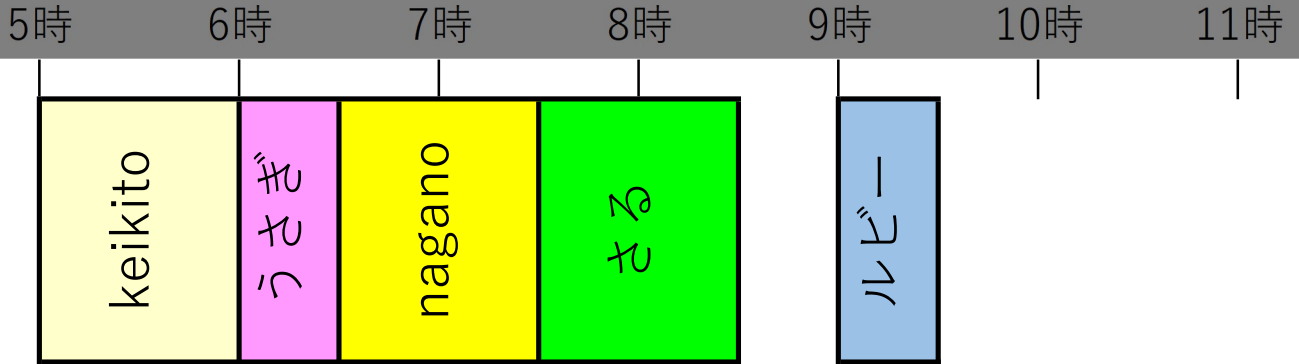 5時 6時 7時 8時 9時 10時 11時
keikito
うさぎ
nagano
さる
ルビー